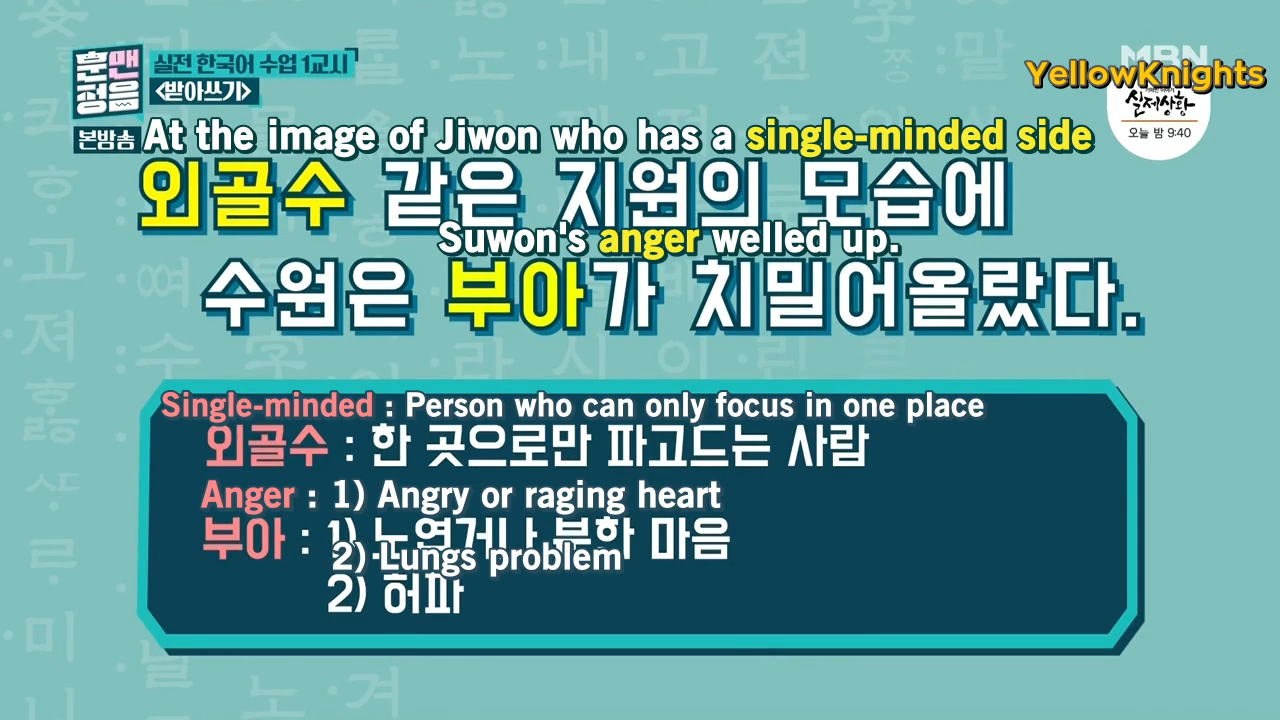 훈맨정음
실전 한국어 수업 1교시
<받아쓰기>
본방송
MBN
YellowKnights
실제상황
오늘 밤 9:40
At the image of Jiwon who has a single-minded side
외골수 같은 지원의 모습에
Suwon's anger welled up.
수원은 부아가 치밀어올랐다.
Single-minded : Person who can only focus in one place
외골수 : 한 곳으로만 파고드는 사람
Anger : 1) Angry or raging heart
부아 : 1) 노엽거나 분한 마음
2) Lungs problem
2) 허파